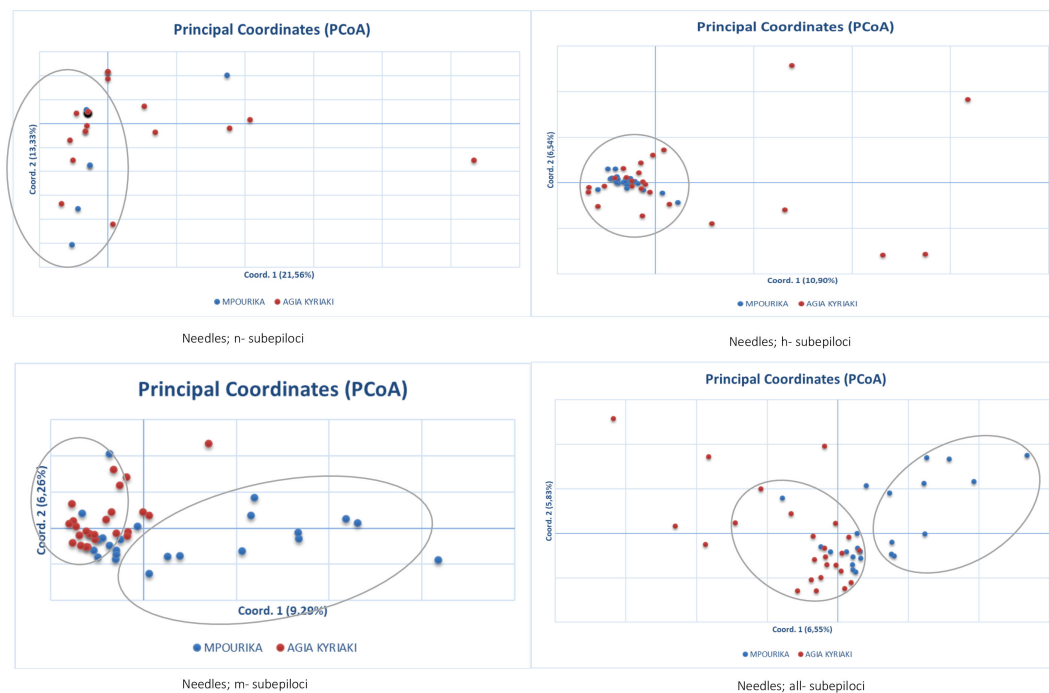 Principal Coordinates (PCoA)
Coord. 2 (13,33%)
Coord. 1 (21,56%)
MPOURIKA AGIA KYRIAKI
Needles; n- subepiloci
Principal Coordinates (PCoA)
Coord. 2 (6,54%)
Coord. 1 (10,90%)
MPOURIKA AGIA KYRIAKI
Needles; h- subepiloci
Principal Coordinates (PCoA)
Coord. 2 (6,26%)
Coord. 1 (9,29%)
MPOURIKA AGIA KYRIAKI
Needles; m- subepiloci
Principal Coordinates (PCoA)
Coord. 2 (5,83%)
Coord. 1 (6,55%)
MPOURIKA AGIA KYRIAKI
Needles; all- subepiloci